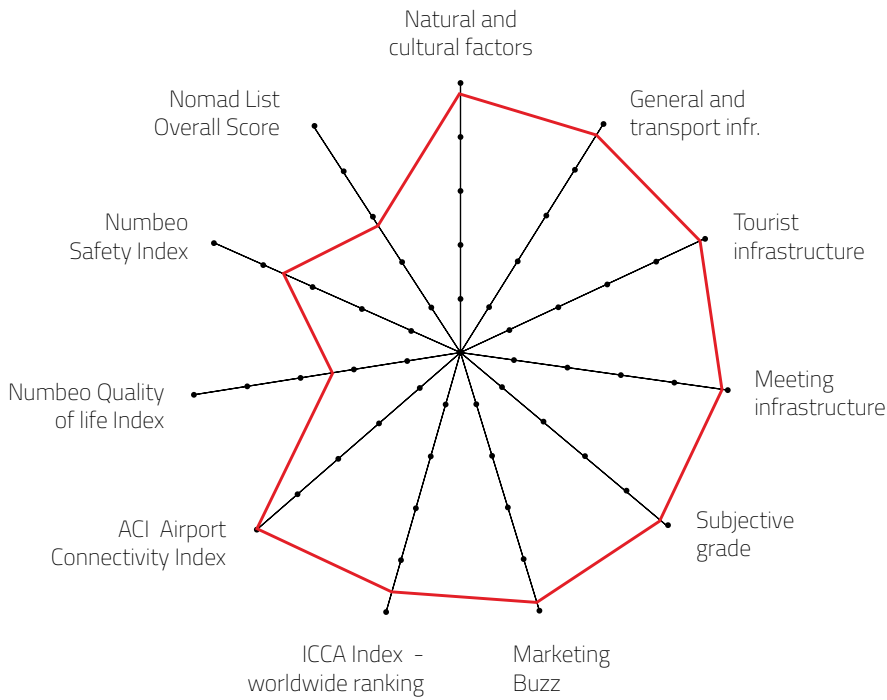 Natural and
cultural factors
General and
transport infr.
Tourist
infrastructure
Meeting
infrastructure
Subjective
grade
Marketing
Buzz
ICCA Index -
worldwide ranking
ACI Airport
Connectivity Index
Numbeo Quality
of life Index
Numbeo
Safety Index
Nomad List
Overall Score